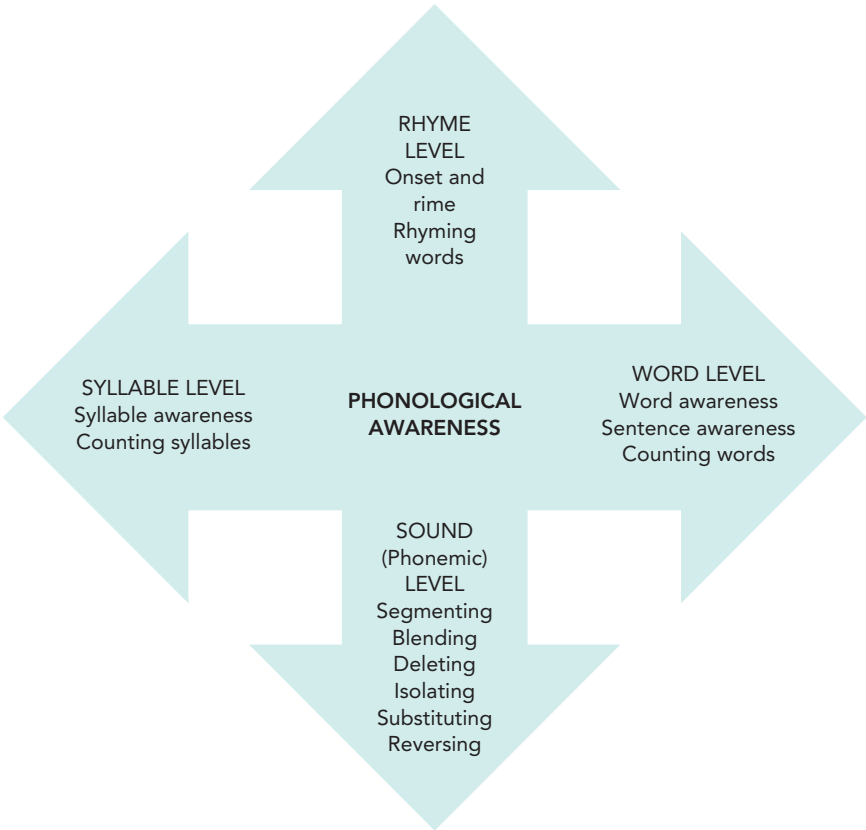 RHYME
LEVEL
Onset and
rime
Rhyming
words
SYLLABLE LEVEL
Syllable awareness
Counting syllables
PHONOLOGICAL
AWARENESS
WORD LEVEL
Word awareness
Sentence awareness
Counting words
SOUND
(Phonemic)
LEVEL
Segmenting
Blending
Deleting
Isolating
Substituting
Reversing